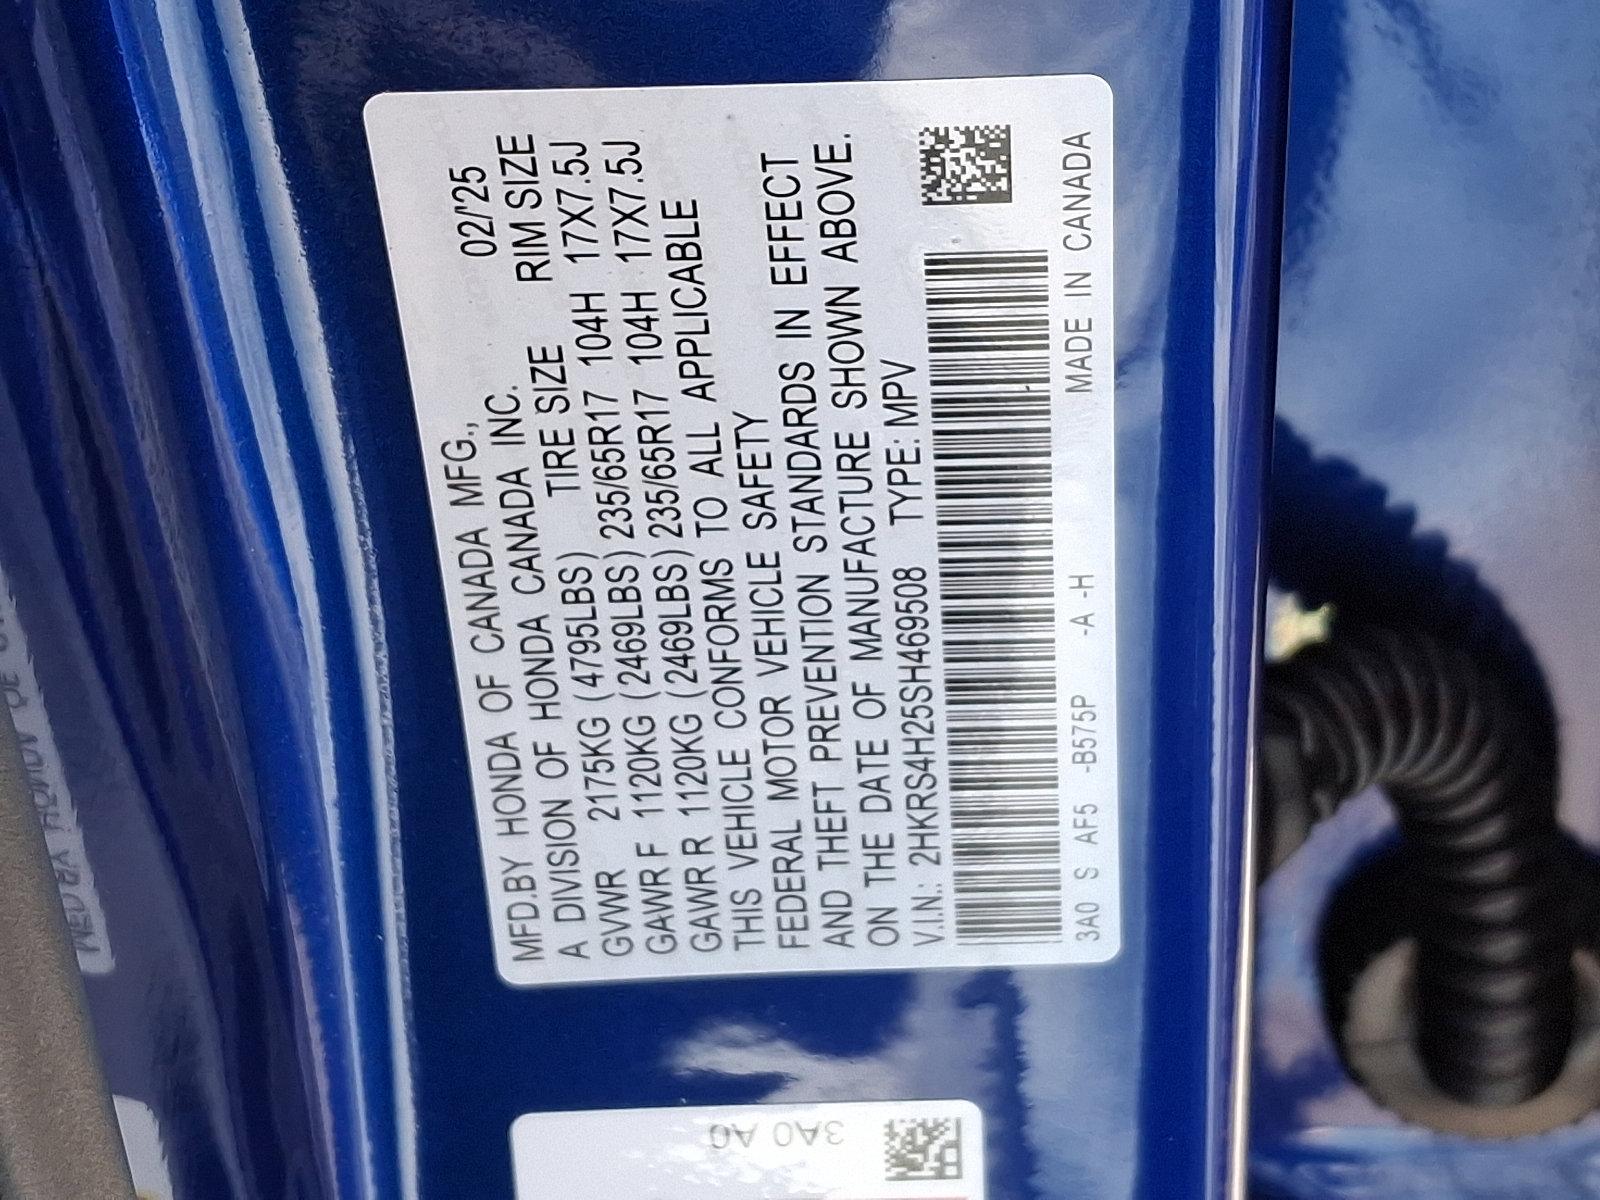 MFD.BY HONDA OF CANADA MFG., 02/'25
A DIVISION OF HONDA CANADA INC.
TIRE SIZE RIM SIZE
GVWR 2175KG (4795LBS)
GAWR F 1120KG (2469LBS) 235/65R17 104H 17X7.5J
GAWR R 1120KG (2469LBS) 235/65R17 104H 17X7.5J
THIS VEHICLE CONFORMS TO ALL APPLICABLE
FEDERAL MOTOR VEHICLE SAFETY
AND THEFT PREVENTION STANDARDS IN EFFECT
ON THE DATE OF MANUFACTURE SHOWN ABOVE.
V.I.N.: 2HKRS4H25SH469508 TYPE: MPV
3A0 S AF5 -B575P -A -H MADE IN CANADA
3A0 A0